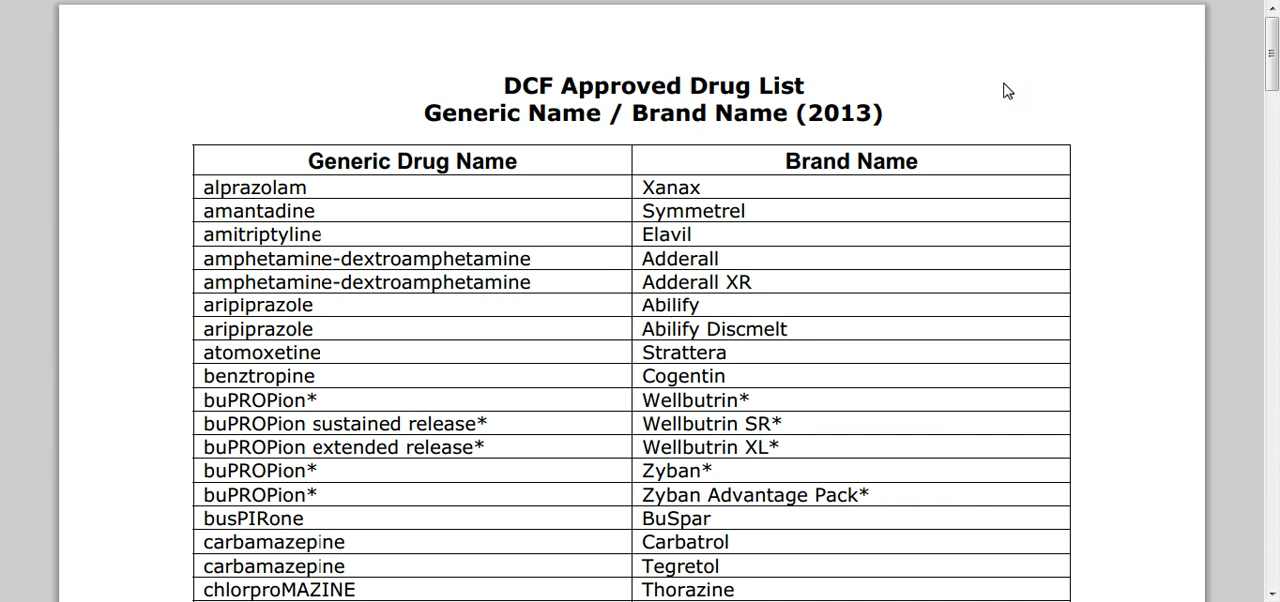 DCF Approved Drug List
Generic Name / Brand Name (2013)
Generic Drug Name Brand Name
alprazolam Xanax
amantadine Symmetrel
amitriptyline Elavil
amphetamine-dextroamphetamine Adderall
amphetamine-dextroamphetamine Adderall XR
aripiprazole Abilify
aripiprazole Abilify Discmelt
atomoxetine Strattera
benztropine Cogentin
buPROPion* Wellbutrin*
buPROPion sustained release* Wellbutrin SR*
buPROPion extended release* Wellbutrin XL*
buPROPion* Zyban*
buPROPion* Zyban Advantage Pack*
busPIRone BuSpar
carbamazepine Carbatrol
carbamazepine Tegretol
chlorproMAZINE Thorazine